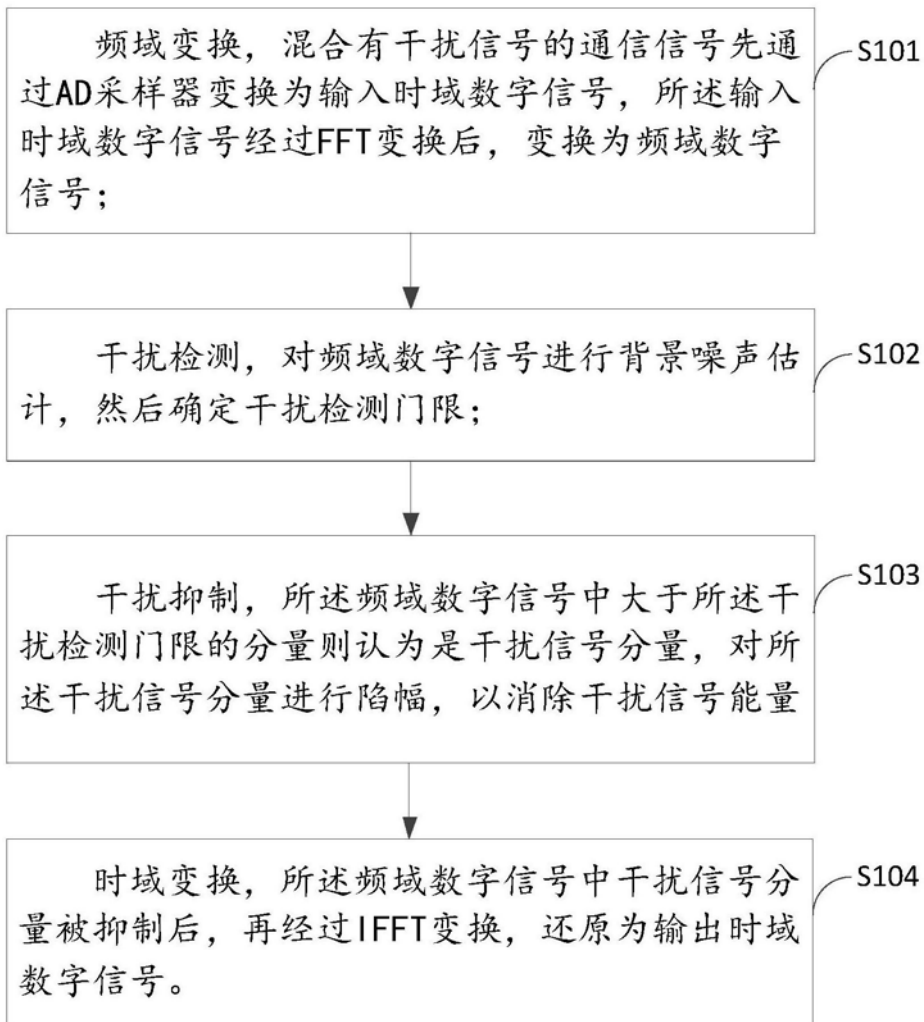 频域变换，混合有干扰信号的通信信号先通
过AD采样器变换为输入时域数字信号，所述输入
时域数字信号经过FFT变换后，变换为频域数字
信号；
S101
干扰检测，对频域数字信号进行背景噪声估
计，然后确定干扰检测门限；
S102
干扰抑制，所述频域数字信号中大于所述干
扰检测门限的分量则认为是干扰信号分量，对所
述干扰信号分量进行陷幅，以消除干扰信号能量
S103
时域变换，所述频域数字信号中干扰信号分
量被抑制后，再经过IFFT变换，还原为输出时域
数字信号。
S104